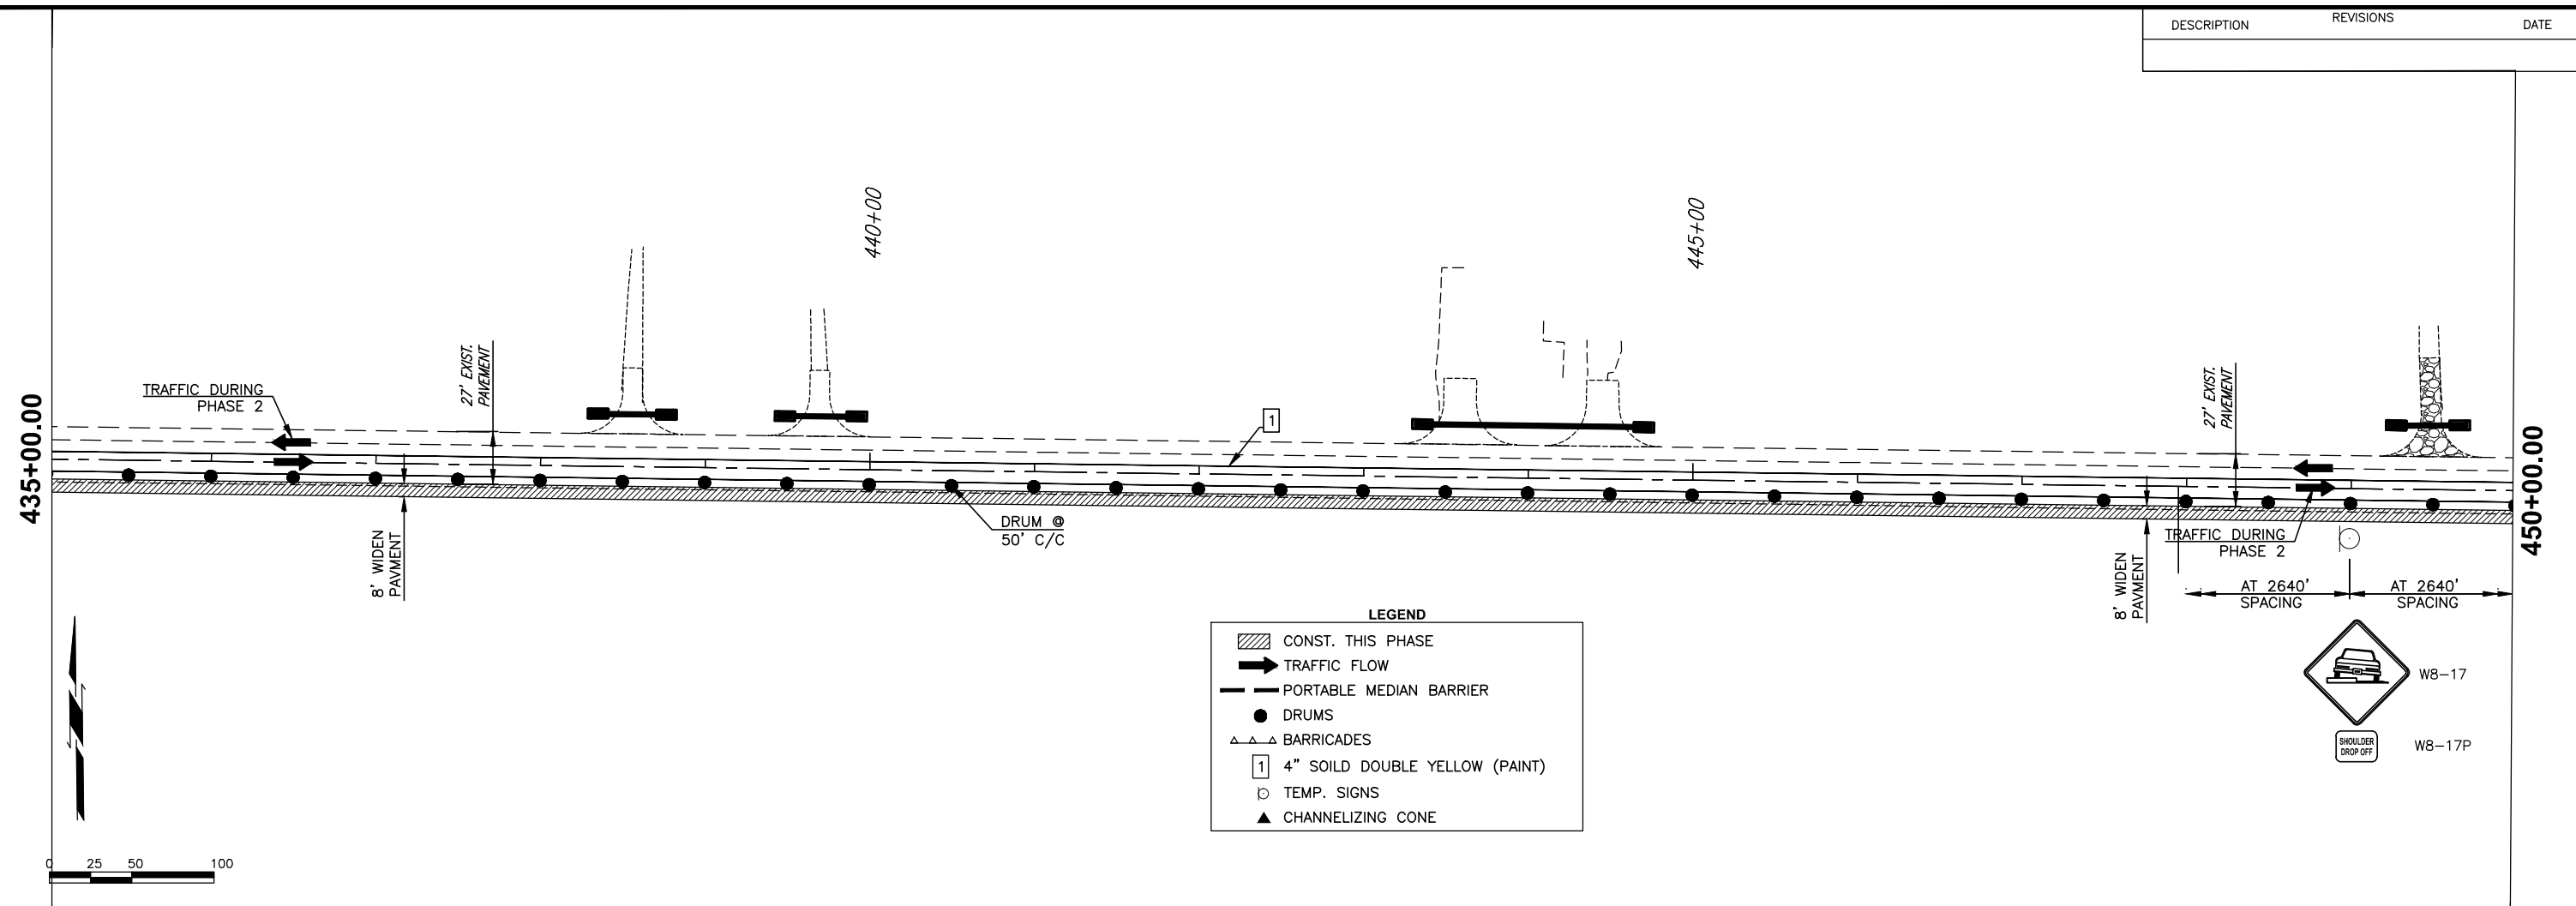 REVISIONS
DESCRIPTION
DATE
440+00
445+00
TRAFFIC DURING
PHASE 2
27' EXIST.
PAVEMENT
27' EXIST.
PAVEMENT
1
435+00.00
450+00.00
DRUM @
50' C/C
8' WIDEN
PAVMENT
TRAFFIC DURING
PHASE 2
8' WIDEN
PAVMENT
AT 2640'
SPACING
AT 2640'
SPACING
LEGEND
CONST. THIS PHASE
TRAFFIC FLOW
PORTABLE MEDIAN BARRIER
DRUMS
BARRICADES
1 4" SOILD DOUBLE YELLOW (PAINT)
TEMP. SIGNS
CHANNELIZING CONE
W8-17
SHOULDER
DROP OFF
W8-17P
0 25 50 100